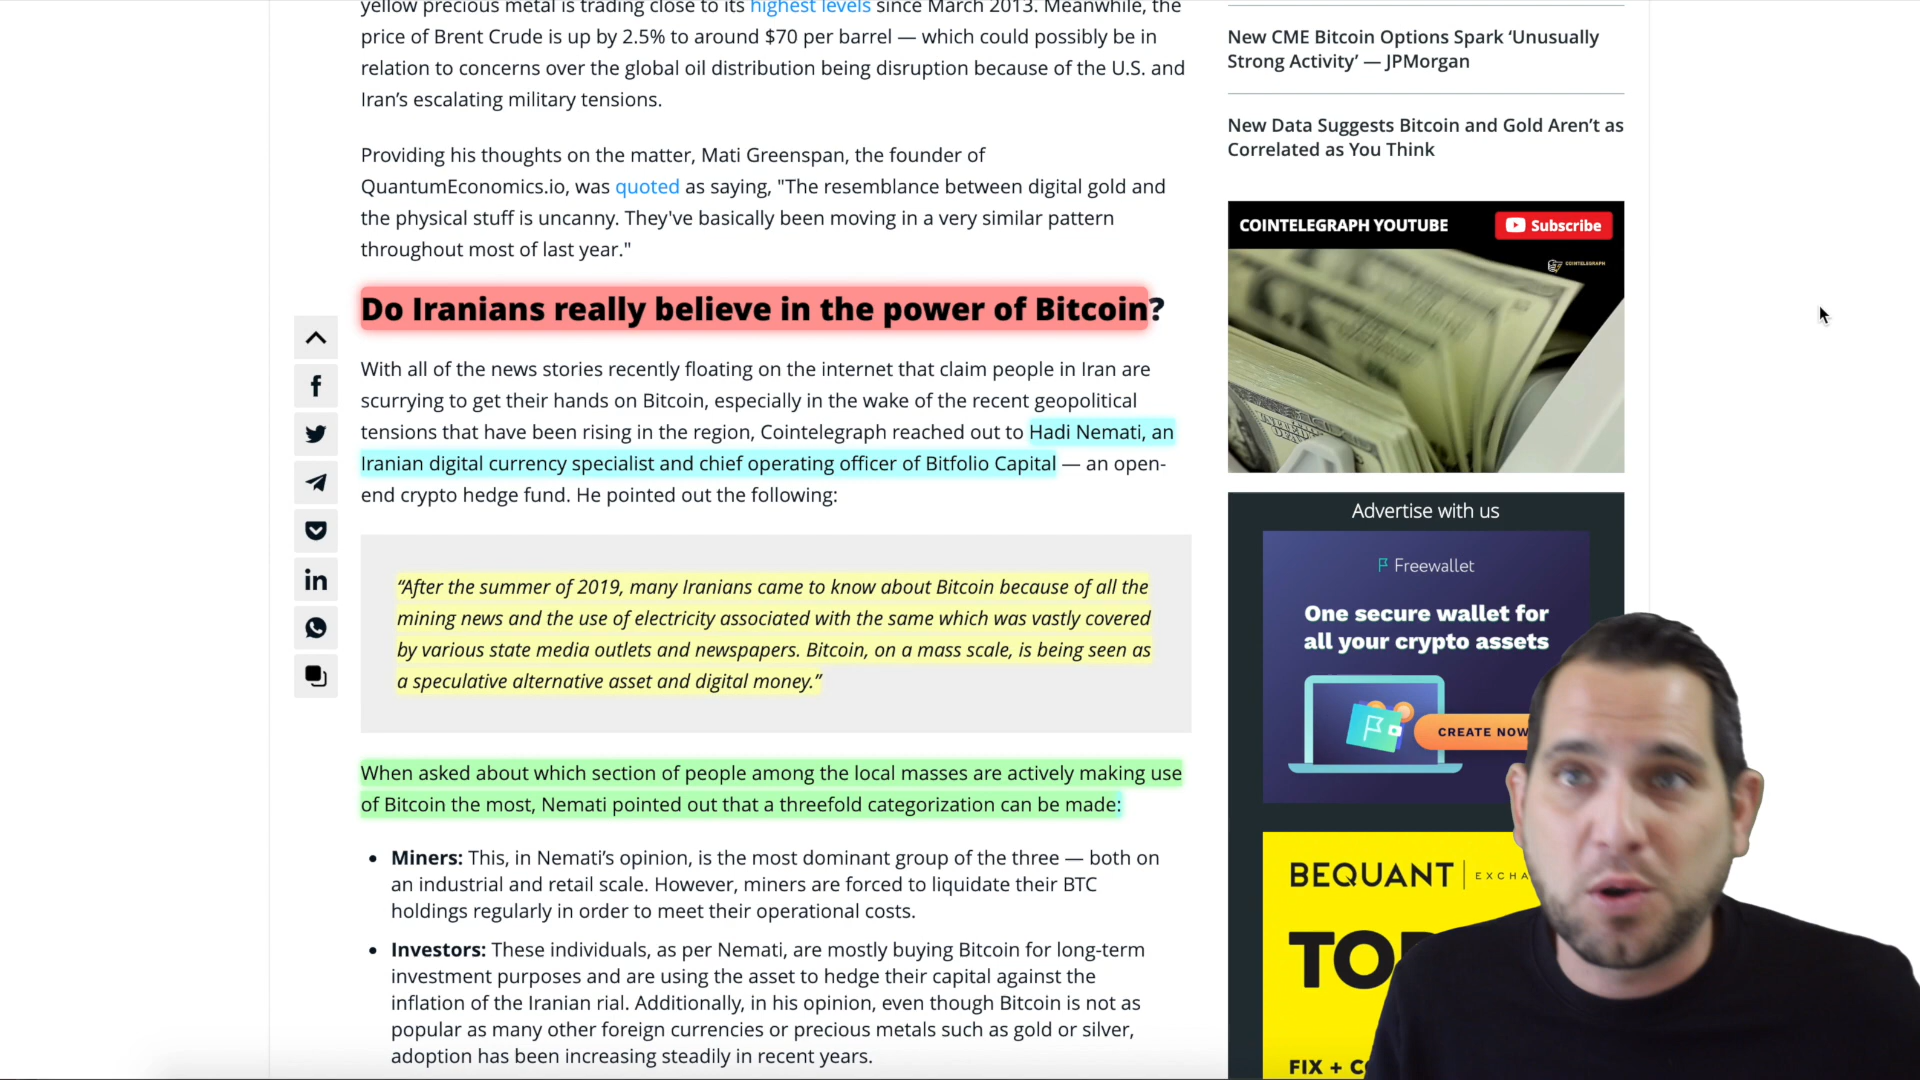 yellow precious metal is trading close to its highest levels since March 2013. Meanwhile, the
price of Brent Crude is up by 2.5% to around $70 per barrel — which could possibly be in
relation to concerns over the global oil distribution being disruption because of the U.S. and
Iran’s escalating military tensions.
Providing his thoughts on the matter, Mati Greenspan, the founder of
QuantumEconomics.io, was quoted as saying, "The resemblance between digital gold and
the physical stuff is uncanny. They've basically been moving in a very similar pattern
throughout most of last year."
Do Iranians really believe in the power of Bitcoin?
With all of the news stories recently floating on the internet that claim people in Iran are
scurrying to get their hands on Bitcoin, especially in the wake of the recent geopolitical
tensions that have been rising in the region, Cointelegraph reached out to Hadi Nemati, an
Iranian digital currency specialist and chief operating officer of Bitfolio Capital — an open-
end crypto hedge fund. He pointed out the following:
“After the summer of 2019, many Iranians came to know about Bitcoin because of all the
mining news and the use of electricity associated with the same which was vastly covered
by various state media outlets and newspapers. Bitcoin, on a mass scale, is being seen as
a speculative alternative asset and digital money.”
When asked about which section of people among the local masses are actively making use
of Bitcoin the most, Nemati pointed out that a threefold categorization can be made:
• Miners: This, in Nemati’s opinion, is the most dominant group of the three — both on
an industrial and retail scale. However, miners are forced to liquidate their BTC
holdings regularly in order to meet their operational costs.
• Investors: These individuals, as per Nemati, are mostly buying Bitcoin for long-term
investment purposes and are using the asset to hedge their capital against the
inflation of the Iranian rial. Additionally, in his opinion, even though Bitcoin is not as
popular as many other foreign currencies or precious metals such as gold or silver,
adoption has been increasing steadily in recent years.
New CME Bitcoin Options Spark ‘Unusually
Strong Activity’ — JPMorgan
New Data Suggests Bitcoin and Gold Aren’t as
Correlated as You Think
COINTELEGRAPH YOUTUBE
Subscribe
COINTELEGRAPH
Advertise with us
Freewallet
One secure wallet for
all your crypto assets
CREATE NOW
BEQUANT | EXCHA
TO
FIX + C